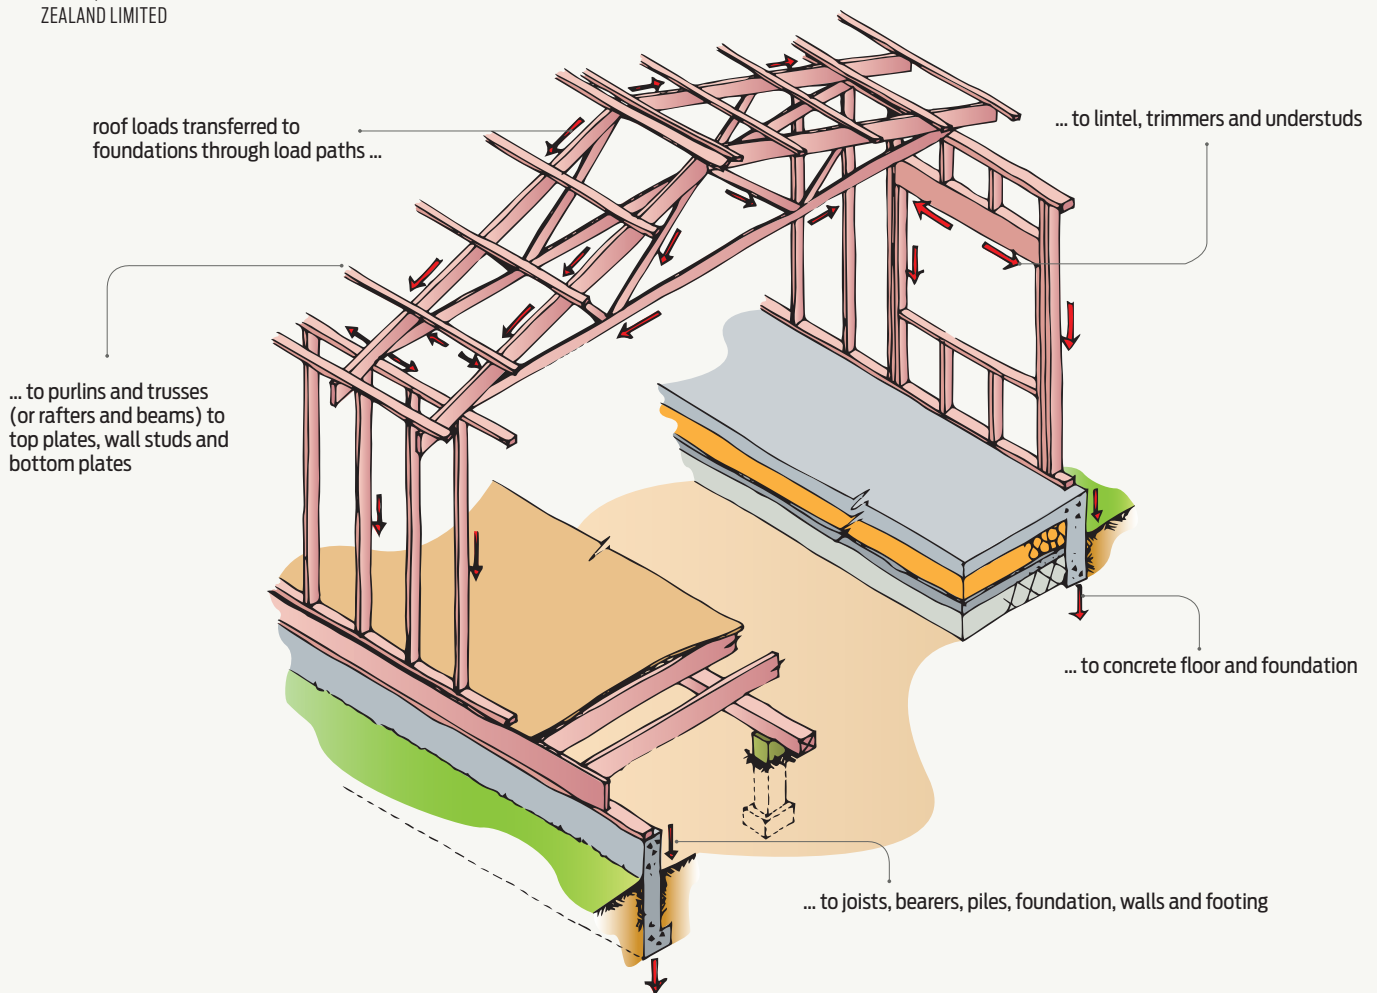 ZEALAND LIMITED
roof loads transferred to
foundations through load paths ...
... to lintel, trimmers and understuds
... to purlins and trusses
(or rafters and beams) to
top plates, wall studs and
bottom plates
... to concrete floor and foundation
... to joists, bearers, piles, foundation, walls and footing